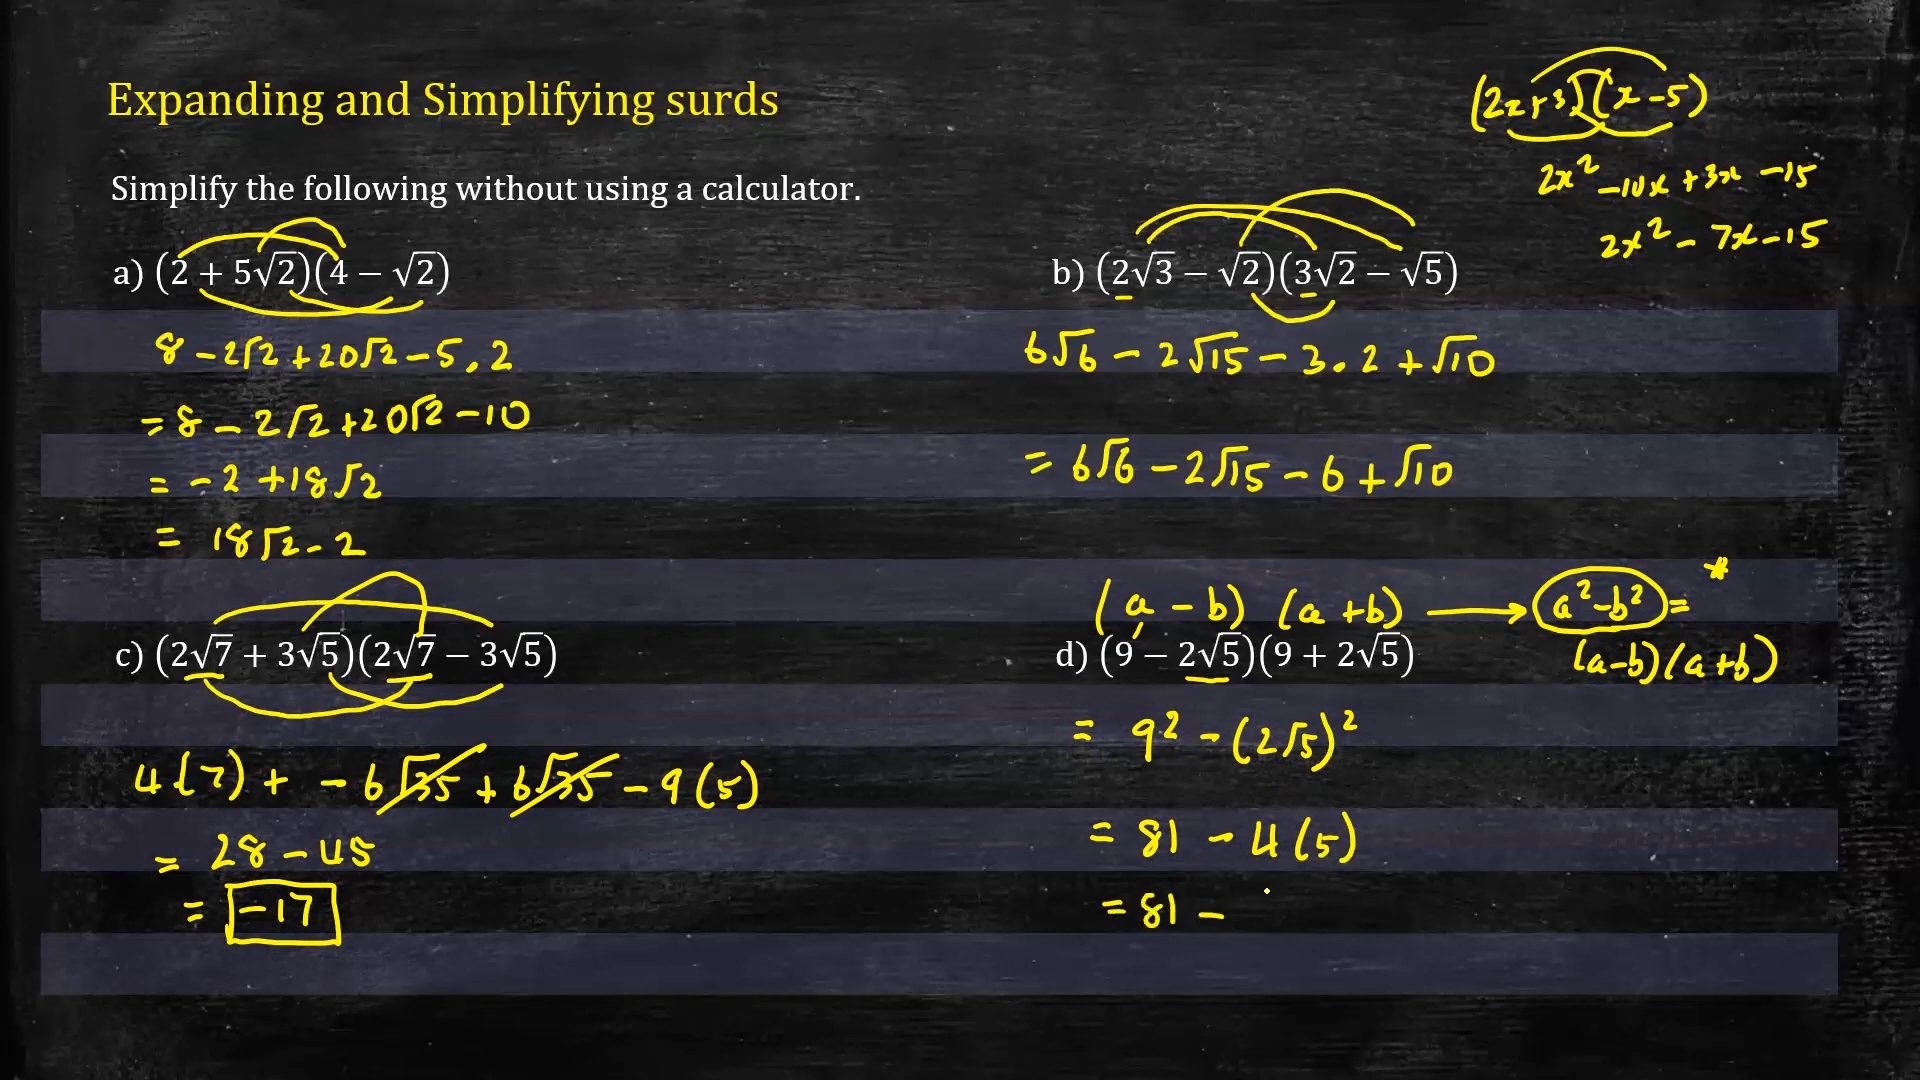 Expanding and Simplifying surds
(2x+3)(x-5)
2x² -10x +3x -15
2x² - 7x - 15
Simplify the following without using a calculator.
a) (2 + 5√2)(4 − √2)
8 - 2√2 + 20√2 - 5.2
= 8 - 2√2 + 20√2 - 10
= -2 + 18√2
= 18√2 - 2
b) (2√3 − √2)(3√2 − √5)
6√6 - 2√15 - 3.2 + √10
= 6√6 - 2√15 - 6 + √10
c) (2√7 + 3√5)(2√7 − 3√5)
4(7) + - 6√35 + 6√35 - 9(5)
= 28 - 45
= -17
(a - b) (a + b) → a² - b² = *
(a-b)(a+b)
d) (9 − 2√5)(9 + 2√5)
= 9² - (2√5)²
= 81 - 4(5)
= 81 -